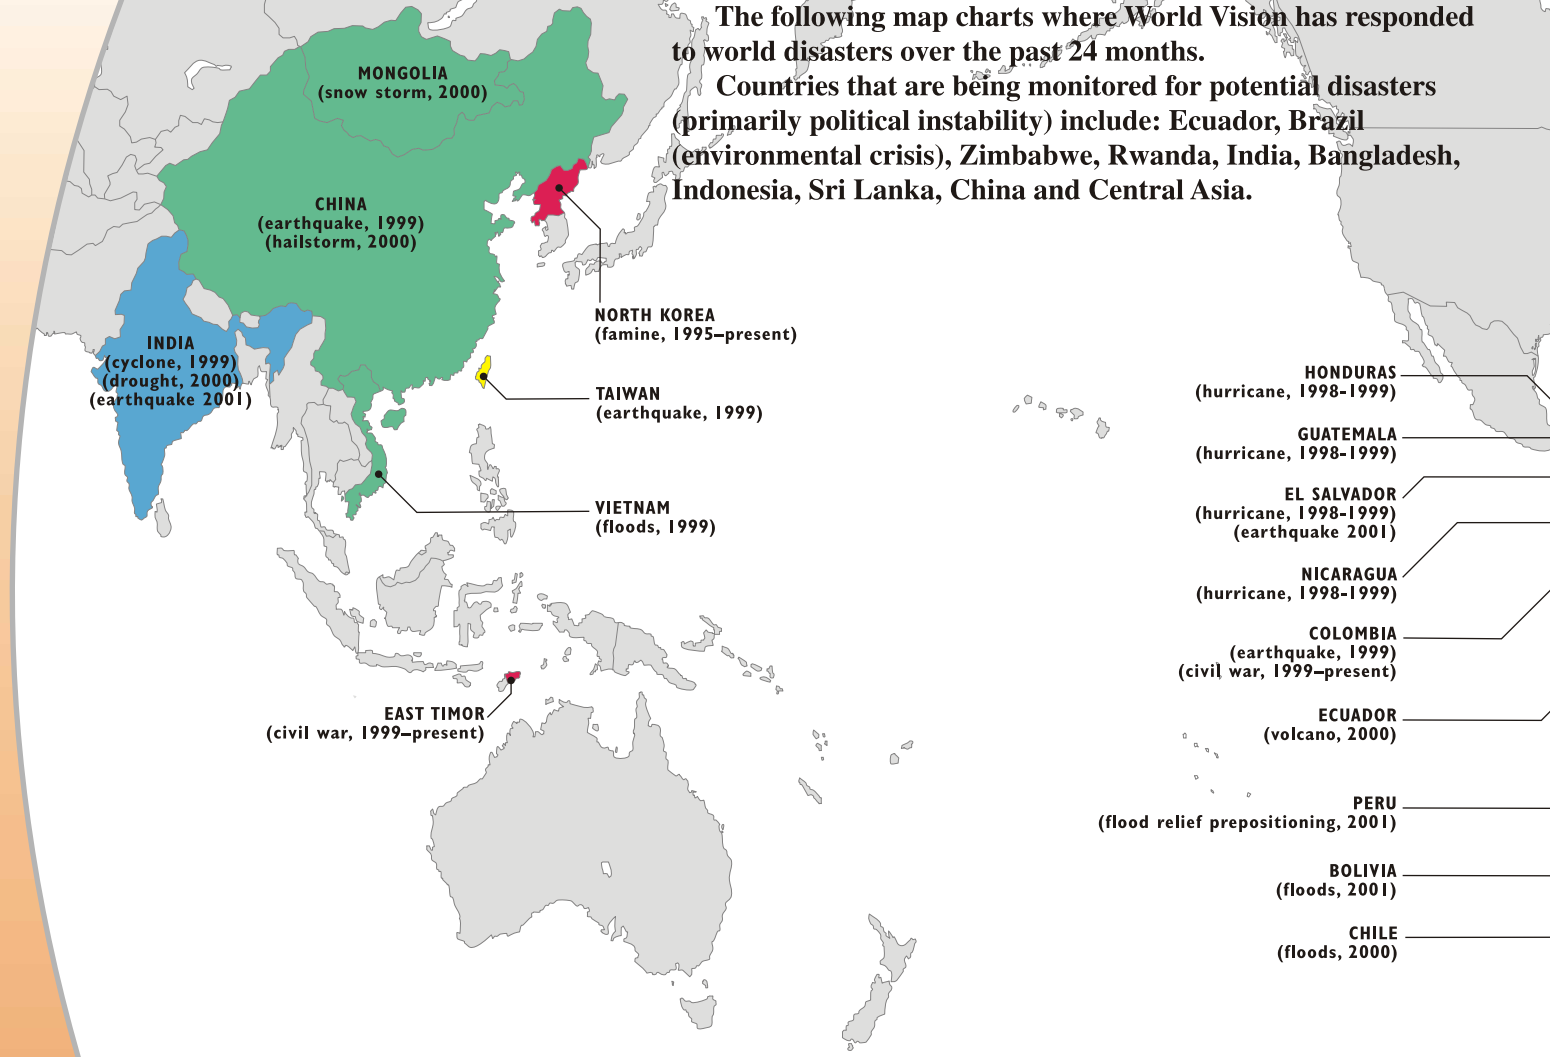 The following map charts where World Vision has responded
to world disasters over the past 24 months.
Countries that are being monitored for potential disasters
(primarily political instability) include: Ecuador, Brazil
(environmental crisis), Zimbabwe, Rwanda, India, Bangladesh,
Indonesia, Sri Lanka, China and Central Asia.
MONGOLIA
(snow storm, 2000)
CHINA
(earthquake, 1999)
(hailstorm, 2000)
INDIA
(cyclone, 1999)
(drought, 2000)
(earthquake 2001)
NORTH KOREA
(famine, 1995–present)
TAIWAN
(earthquake, 1999)
VIETNAM
(floods, 1999)
EAST TIMOR
(civil war, 1999–present)
HONDURAS
(hurricane, 1998-1999)
GUATEMALA
(hurricane, 1998-1999)
EL SALVADOR
(hurricane, 1998-1999)
(earthquake 2001)
NICARAGUA
(hurricane, 1998-1999)
COLOMBIA
(earthquake, 1999)
(civil war, 1999–present)
ECUADOR
(volcano, 2000)
PERU
(flood relief prepositioning, 2001)
BOLIVIA
(floods, 2001)
CHILE
(floods, 2000)